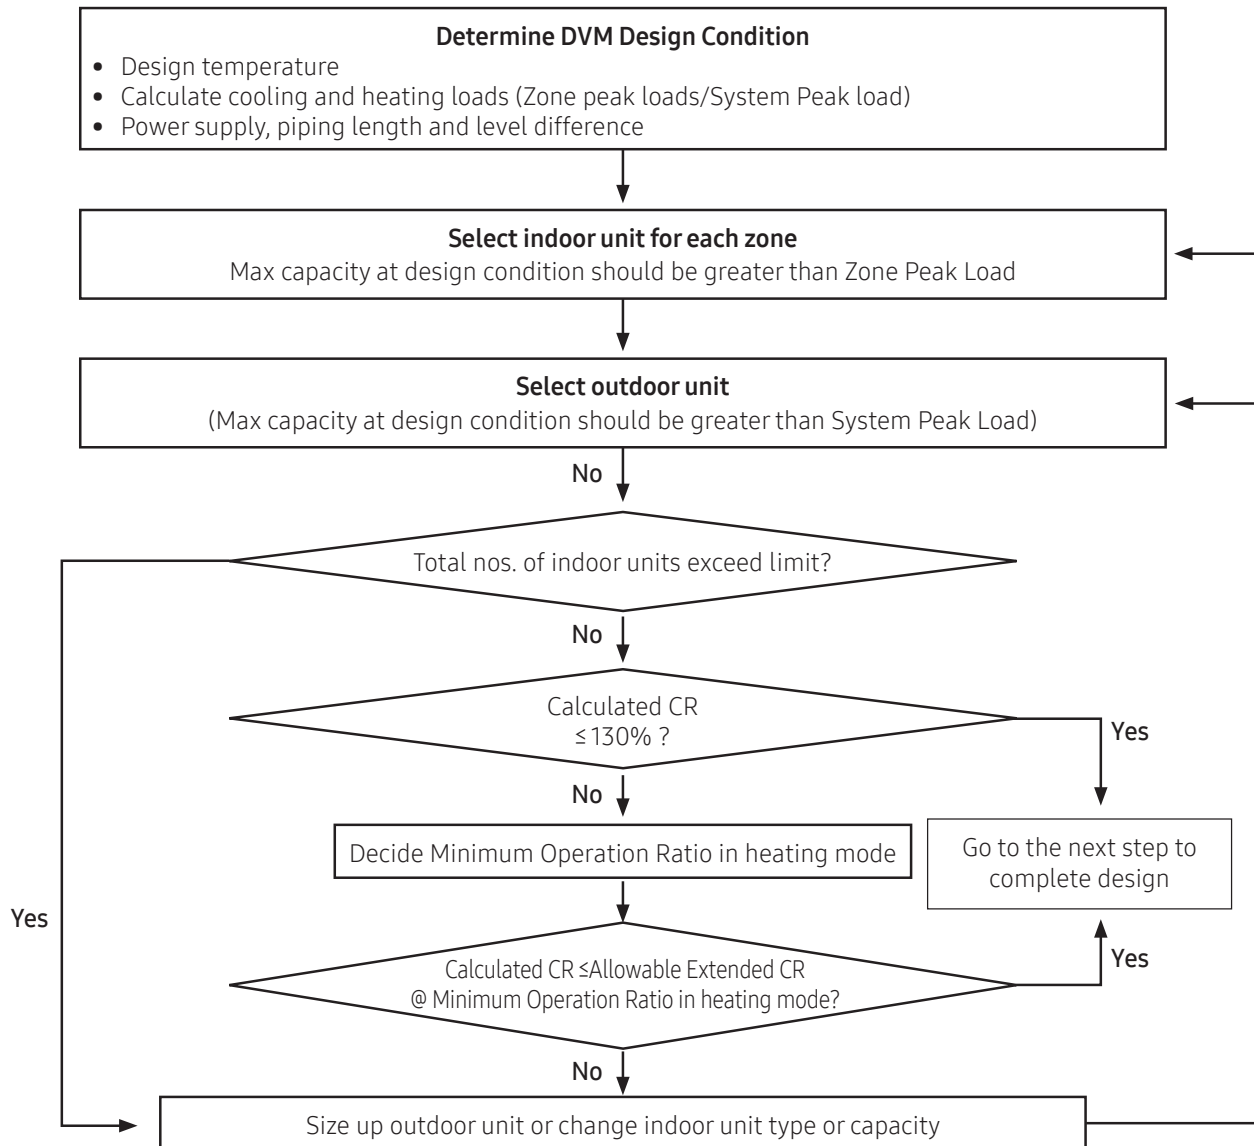 Determine DVM Design Condition
• Design temperature
• Calculate cooling and heating loads (Zone peak loads/System Peak load)
• Power supply, piping length and level difference
Select indoor unit for each zone
Max capacity at design condition should be greater than Zone Peak Load
Select outdoor unit
(Max capacity at design condition should be greater than System Peak Load)
No
Total nos. of indoor units exceed limit?
No
Calculated CR
≤ 130% ?
Yes
No
Decide Minimum Operation Ratio in heating mode
Go to the next step to
complete design
Yes
Calculated CR ≤Allowable Extended CR
@ Minimum Operation Ratio in heating mode?
Yes
No
Size up outdoor unit or change indoor unit type or capacity